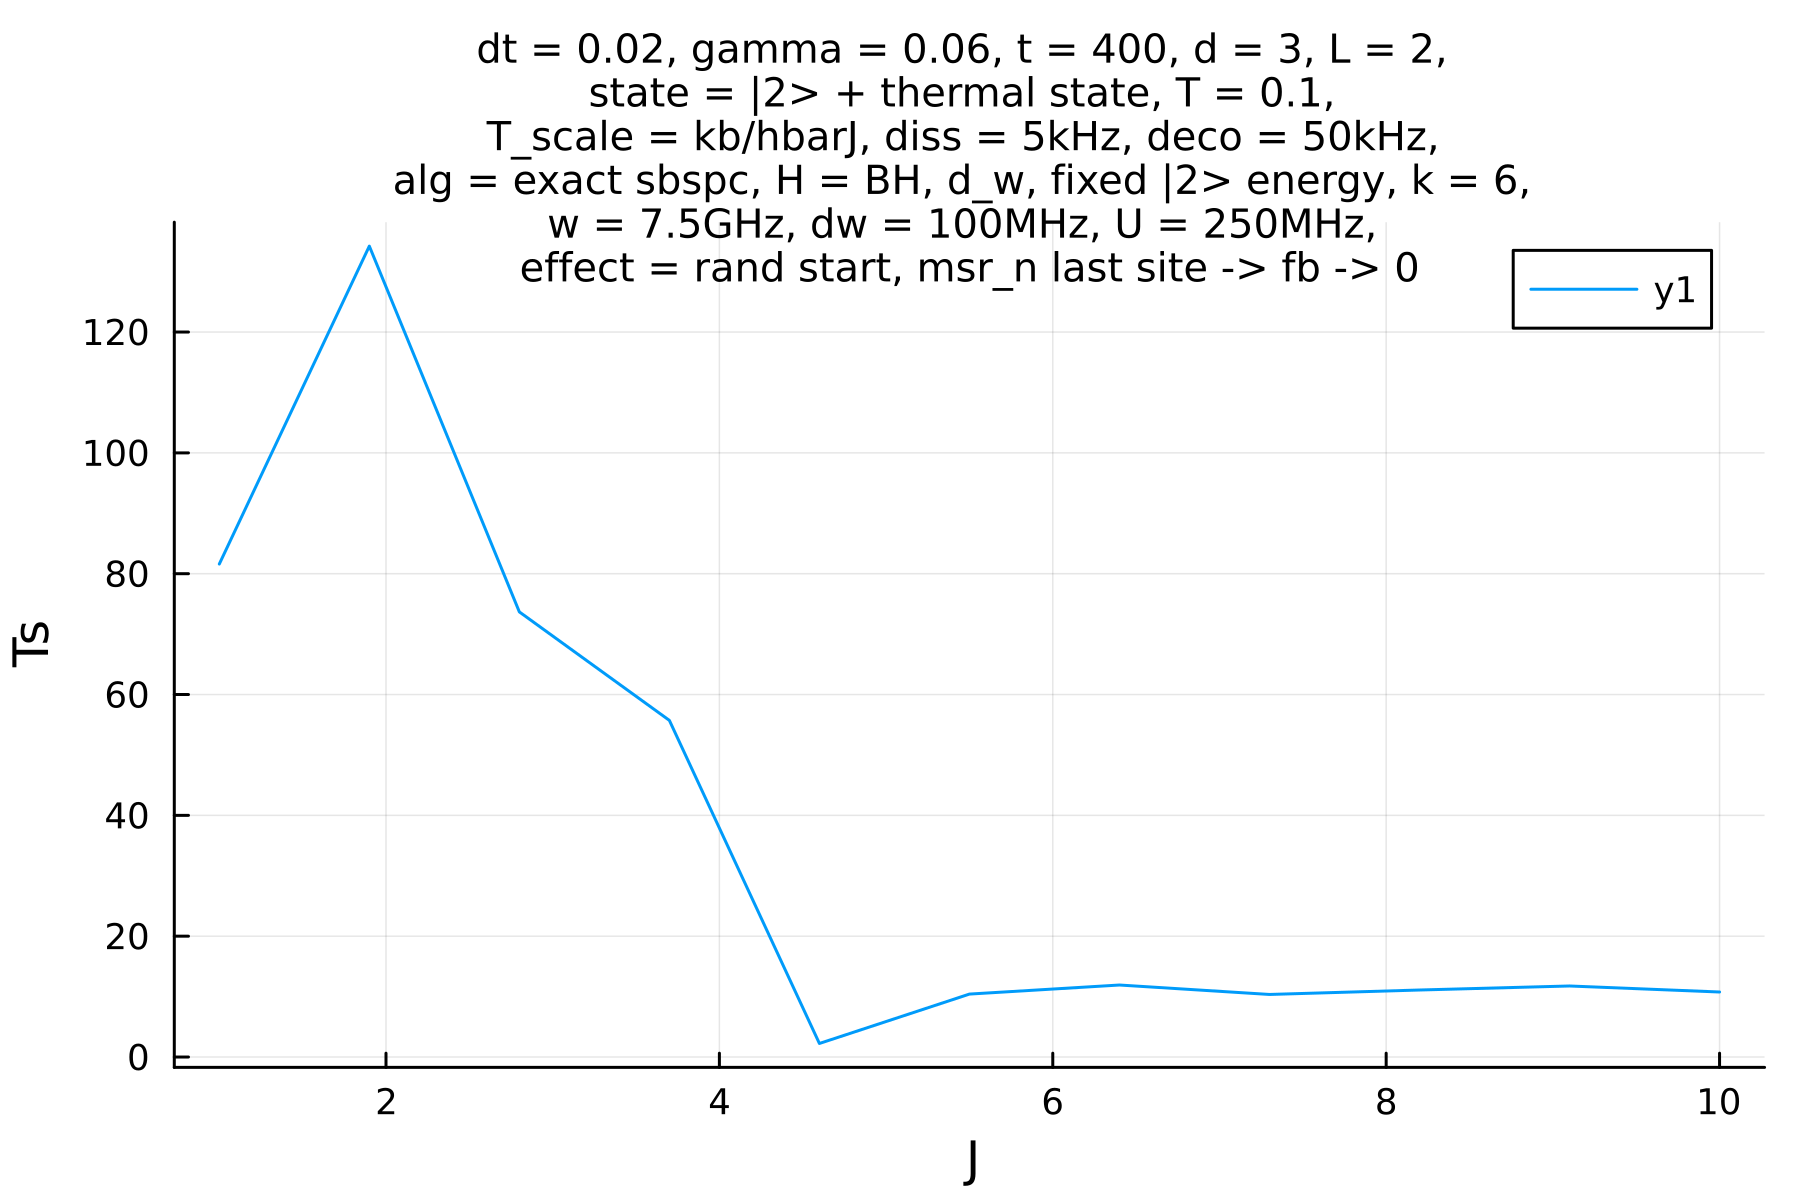 dt = 0.02, gamma = 0.06, t = 400, d = 3, L = 2,
state = |2> + thermal state, T = 0.1,
T_scale = kb/hbarJ, diss = 5kHz, deco = 50kHz,
alg = exact sbspc, H = BH, d_w, fixed |2> energy, k = 6,
w = 7.5GHz, dw = 100MHz, U = 250MHz,
effect = rand start, msr_n last site -> fb -> 0
y1
120
100
80
60
40
20
0
Ts
2 4 6 8 10
J